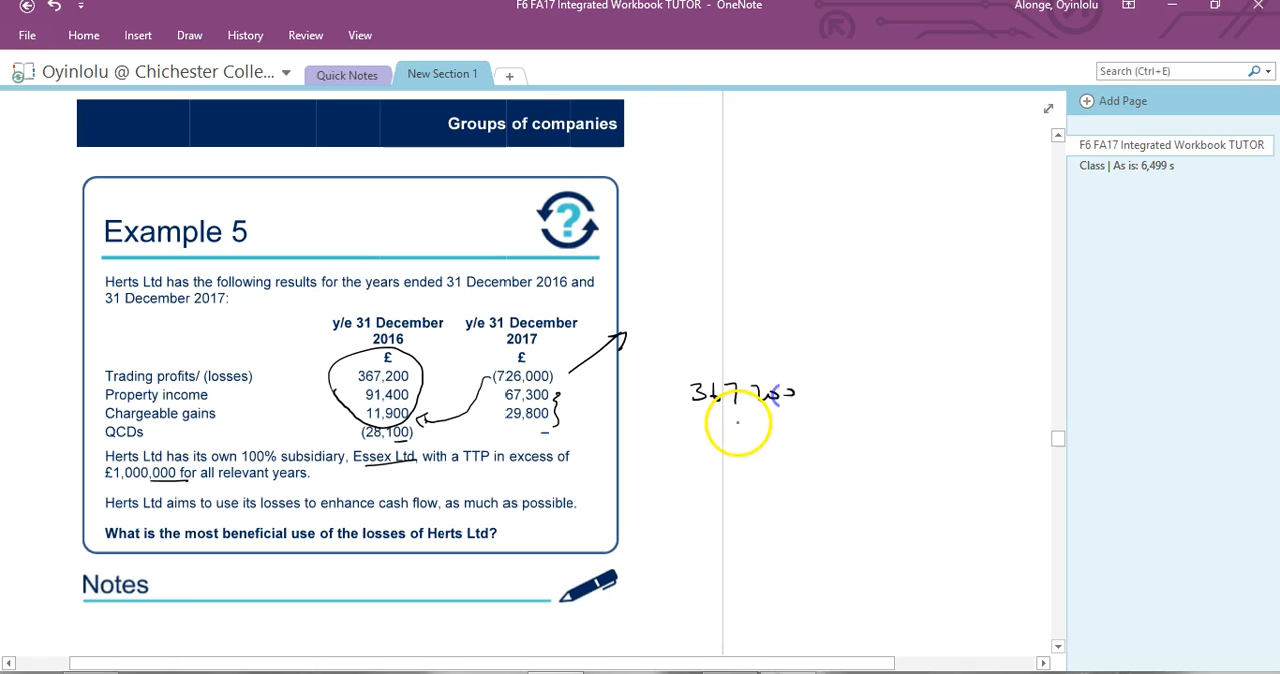 F6 FA17 Integrated Workbook TUTOR - OneNote
Alonge, Oyinlolu
File Home Insert Draw History Review View
Oyinlolu @ Chichester Colle... Quick Notes New Section 1 +
Search (Ctrl+E)
Add Page
F6 FA17 Integrated Workbook TUTOR
Class | As is: 6,499 s
Groups of companies
Example 5
Herts Ltd has the following results for the years ended 31 December 2016 and
31 December 2017:
y/e 31 December y/e 31 December
2016 2017
£ £
Trading profits/ (losses) 367,200 (726,000)
Property income 91,400 67,300
Chargeable gains 11,900 29,800
QCDs (28,100) –
Herts Ltd has its own 100% subsidiary, Essex Ltd, with a TTP in excess of
£1,000,000 for all relevant years.
Herts Ltd aims to use its losses to enhance cash flow, as much as possible.
What is the most beneficial use of the losses of Herts Ltd?
Notes